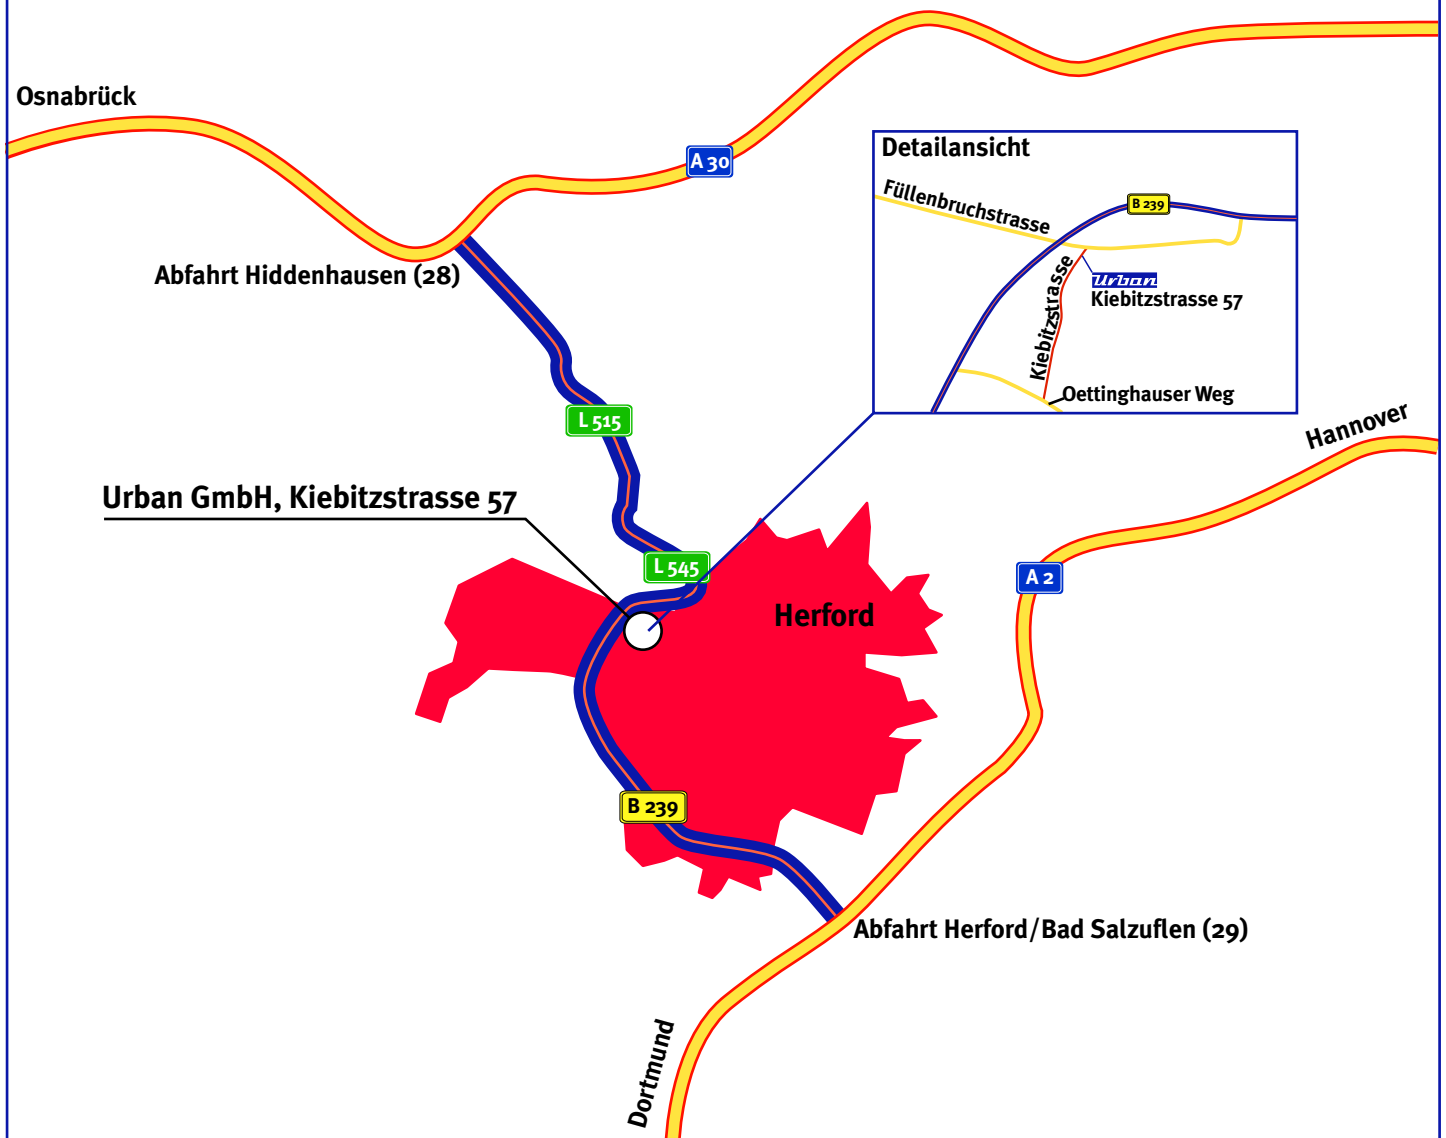 Osnabrück
A 30
Detailansicht
Füllenbruchstrasse
B 239
Kiebitzstrasse
Urban
Kiebitzstrasse 57
Oettinghauser Weg
Abfahrt Hiddenhausen (28)
L 515
Hannover
Urban GmbH, Kiebitzstrasse 57
L 545
A 2
Herford
B 239
Abfahrt Herford/Bad Salzuflen (29)
Dortmund